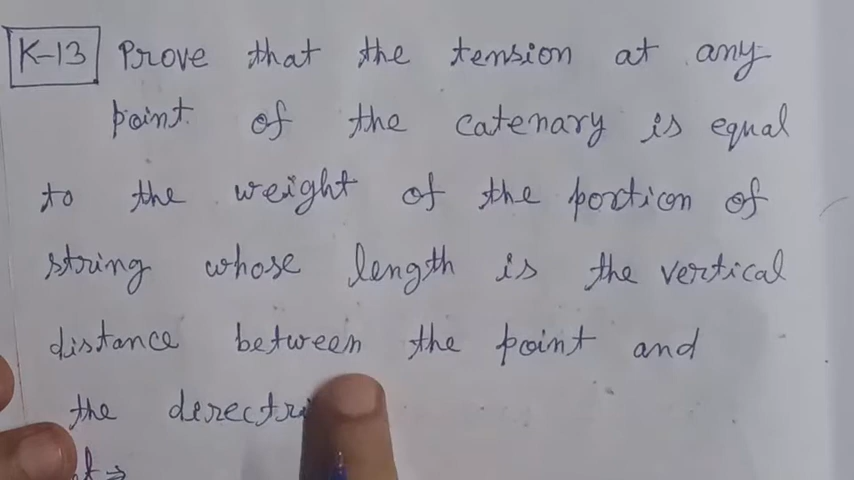 K-13 Prove that the tension at any
point of the catenary is equal
to the weight of the portion of
string whose length is the vertical
distance between the point and
the